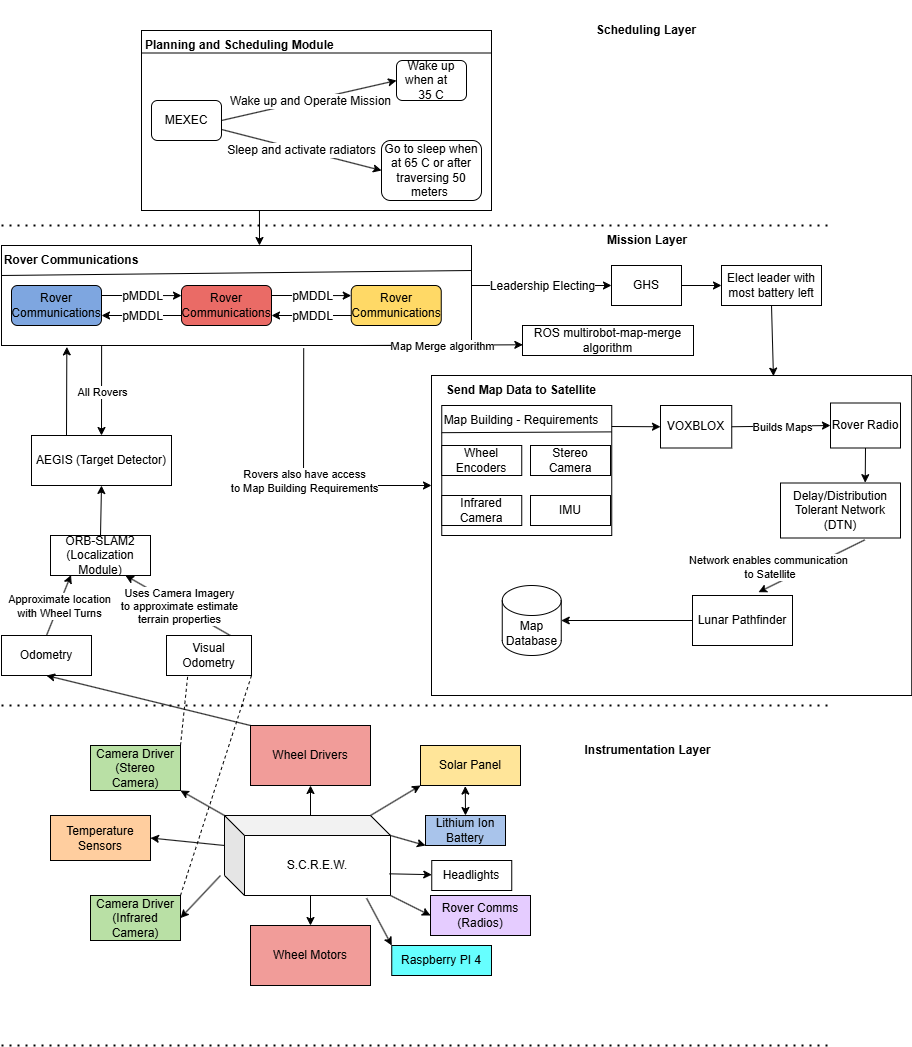 Scheduling Layer
Planning and Scheduling Module
Wake up
when at
35 C
Wake up and Operate Mission
MEXEC
Sleep and activate radiators
Go to sleep when
at 65 C or after
traversing 50
meters
Mission Layer
Rover Communications
Rover
Communications
pMDDL
pMDDL
Rover
Communications
pMDDL
pMDDL
Rover
Communications
Leadership Electing
GHS
Elect leader with
most battery left
Map Merge algorithm
ROS multirobot-map-merge
algorithm
All Rovers
AEGIS (Target Detector)
Rovers also have access
to Map Building Requirements
Send Map Data to Satellite
Map Building - Requirements
Wheel
Encoders
Stereo
Camera
Infrared
Camera
IMU
VOXBLOX
Builds Maps
Rover Radio
Delay/Distribution
Tolerant Network
(DTN)
Network enables communication
to Satellite
Lunar Pathfinder
Map
Database
ORB-SLAM2
(Localization
Module)
Approximate location
with Wheel Turns
Uses Camera Imagery
to approximate estimate
terrain properties
Odometry
Visual
Odometry
Instrumentation Layer
Camera Driver
(Stereo
Camera)
Wheel Drivers
Solar Panel
Temperature
Sensors
Lithium Ion
Battery
S.C.R.E.W.
Headlights
Camera Driver
(Infrared
Camera)
Rover Comms
(Radios)
Wheel Motors
Raspberry PI 4